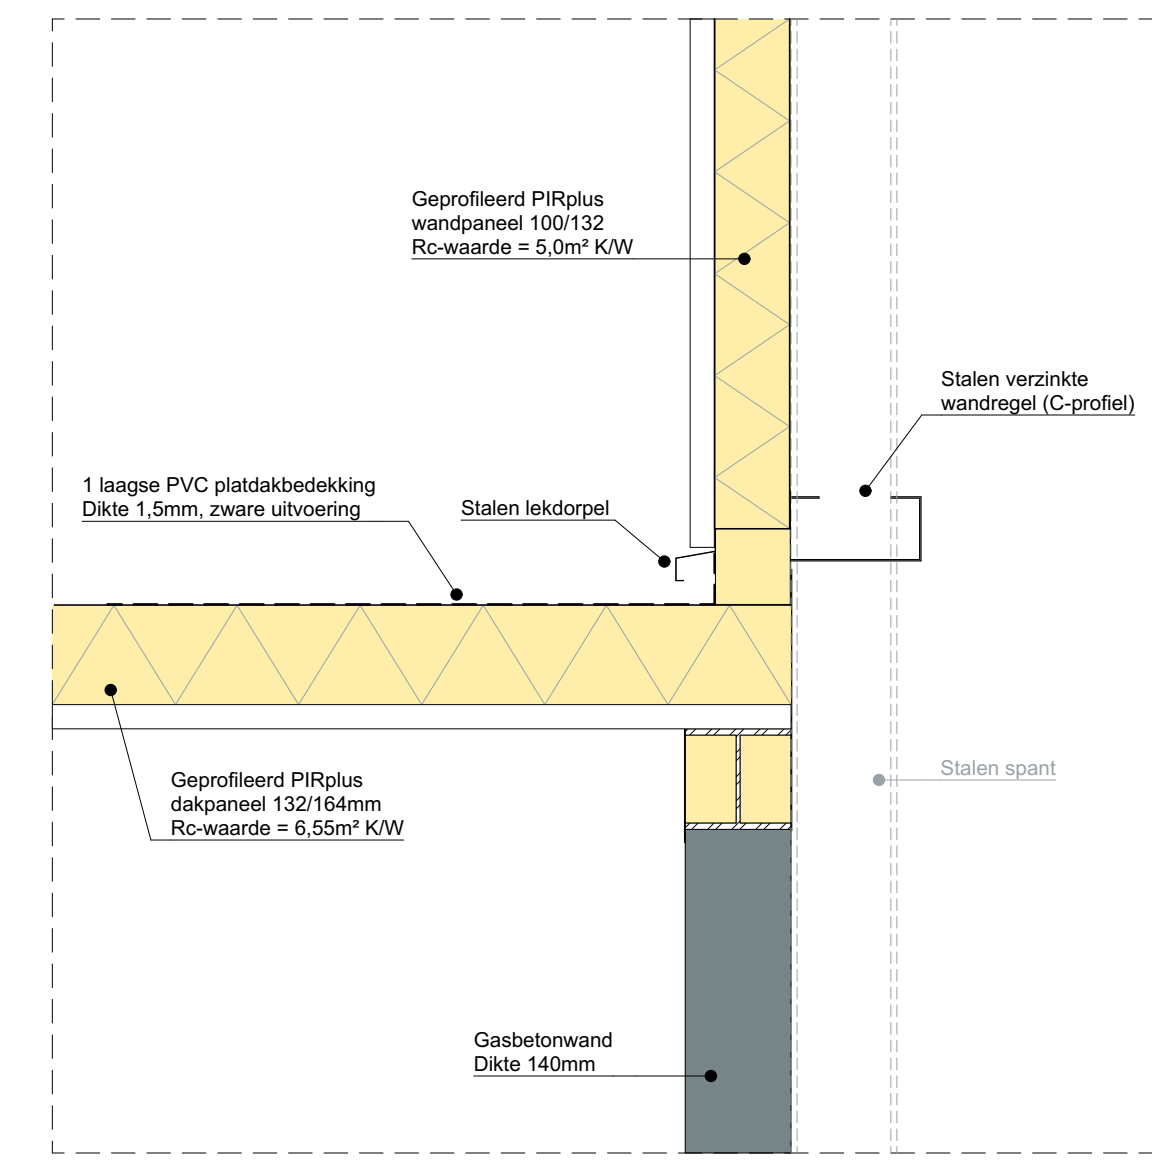 Geprofileerd PIRplus
wandpaneel 100/132
Rc-waarde = 5,0m² K/W
Stalen verzinkte
wandregel (C-profiel)
1 laagse PVC platdakbedekking
Dikte 1,5mm, zware uitvoering
Stalen lekdorpel
Stalen spant
Geprofileerd PIRplus
dakpaneel 132/164mm
Rc-waarde = 6,55m² K/W
Gasbetonwand
Dikte 140mm